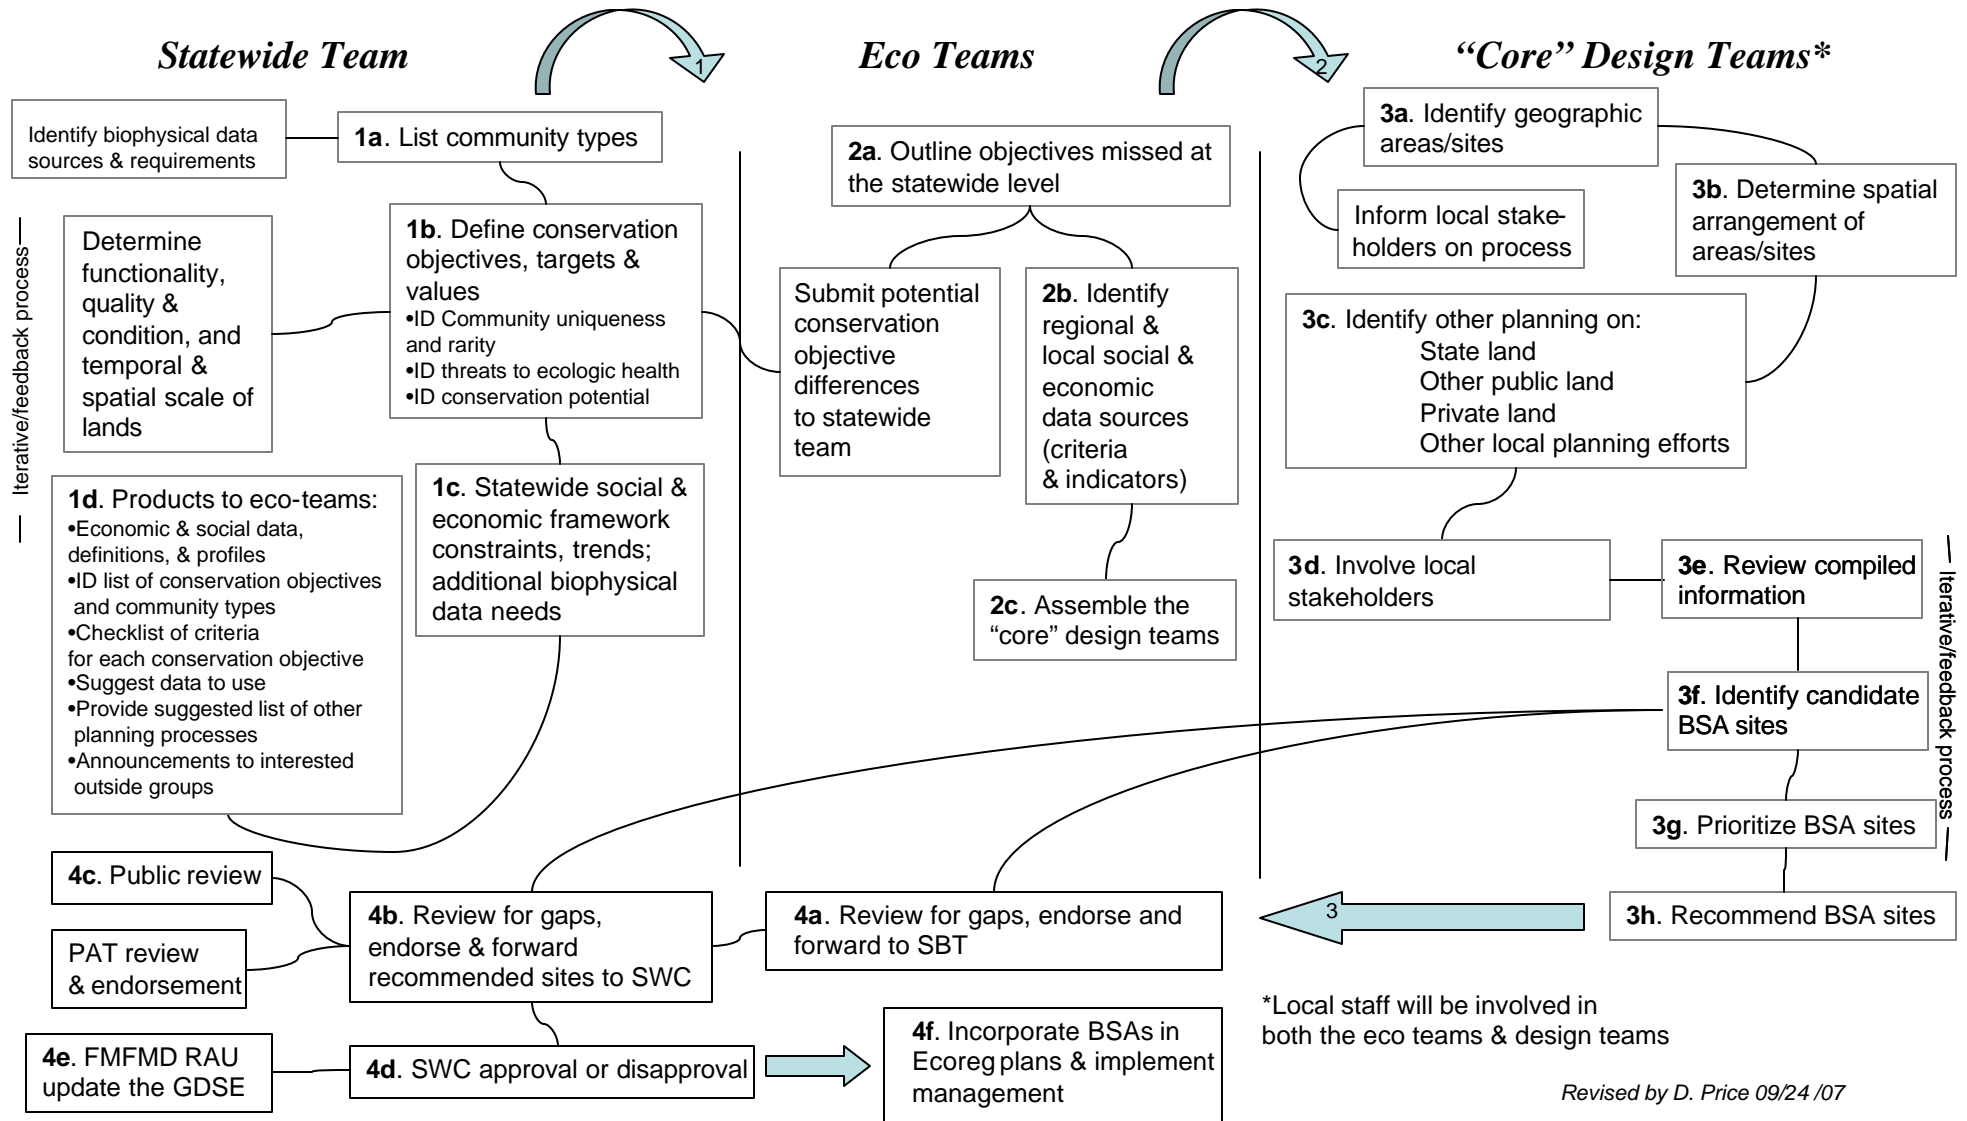 Statewide Team
1
Eco Teams
2
“Core” Design Teams*
Identify biophysical data
sources & requirements
1a. List community types
Iterative/feedback process
Determine
functionality,
quality &
condition, and
temporal &
spatial scale of
lands
1b. Define conservation
objectives, targets &
values
•ID Community uniqueness
and rarity
•ID threats to ecologic health
•ID conservation potential
1d. Products to eco-teams:
•Economic & social data,
definitions, & profiles
•ID list of conservation objectives
and community types
•Checklist of criteria
for each conservation objective
•Suggest data to use
•Provide suggested list of other
planning processes
•Announcements to interested
outside groups
1c. Statewide social &
economic framework
constraints, trends;
additional biophysical
data needs
2a. Outline objectives missed at
the statewide level
Submit potential
conservation
objective
differences
to statewide
team
2b. Identify
regional &
local social &
economic
data sources
(criteria
& indicators)
2c. Assemble the
“core” design teams
3a. Identify geographic
areas/sites
Inform local stake-
holders on process
3b. Determine spatial
arrangement of
areas/sites
3c. Identify other planning on:
State land
Other public land
Private land
Other local planning efforts
3d. Involve local
stakeholders
3e. Review compiled
information
Iterative/feedback process
3f. Identify candidate
BSA sites
3g. Prioritize BSA sites
3h. Recommend BSA sites
3
4c. Public review
PAT review
& endorsement
4b. Review for gaps,
endorse & forward
recommended sites to SWC
4a. Review for gaps, endorse and
forward to SBT
4e. FMFMD RAU
update the GDSE
4d. SWC approval or disapproval
4f. Incorporate BSAs in
Ecoreg plans & implement
management
*Local staff will be involved in
both the eco teams & design teams
Revised by D. Price 09/24 /07